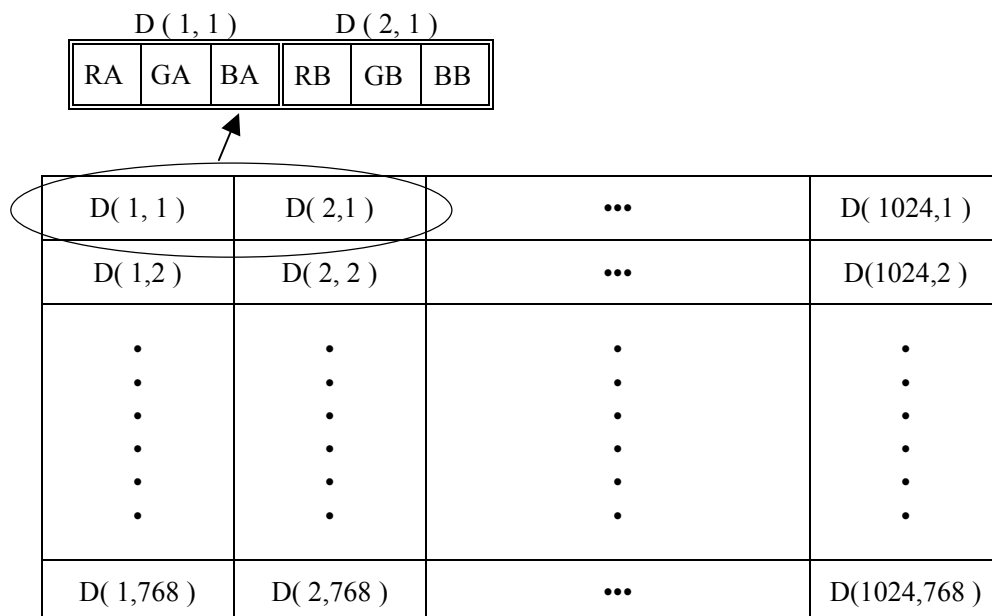 D ( 1, 1 ) D ( 2, 1 )
RA GA BA RB GB BB
D( 1, 1 ) D( 2,1 ) ••• D( 1024,1 )
D( 1,2 ) D( 2, 2 ) ••• D(1024,2 )
• • • •
• • • •
• • • •
• • • •
• • • •
• • • •
D( 1,768 ) D( 2,768 ) ••• D(1024,768 )